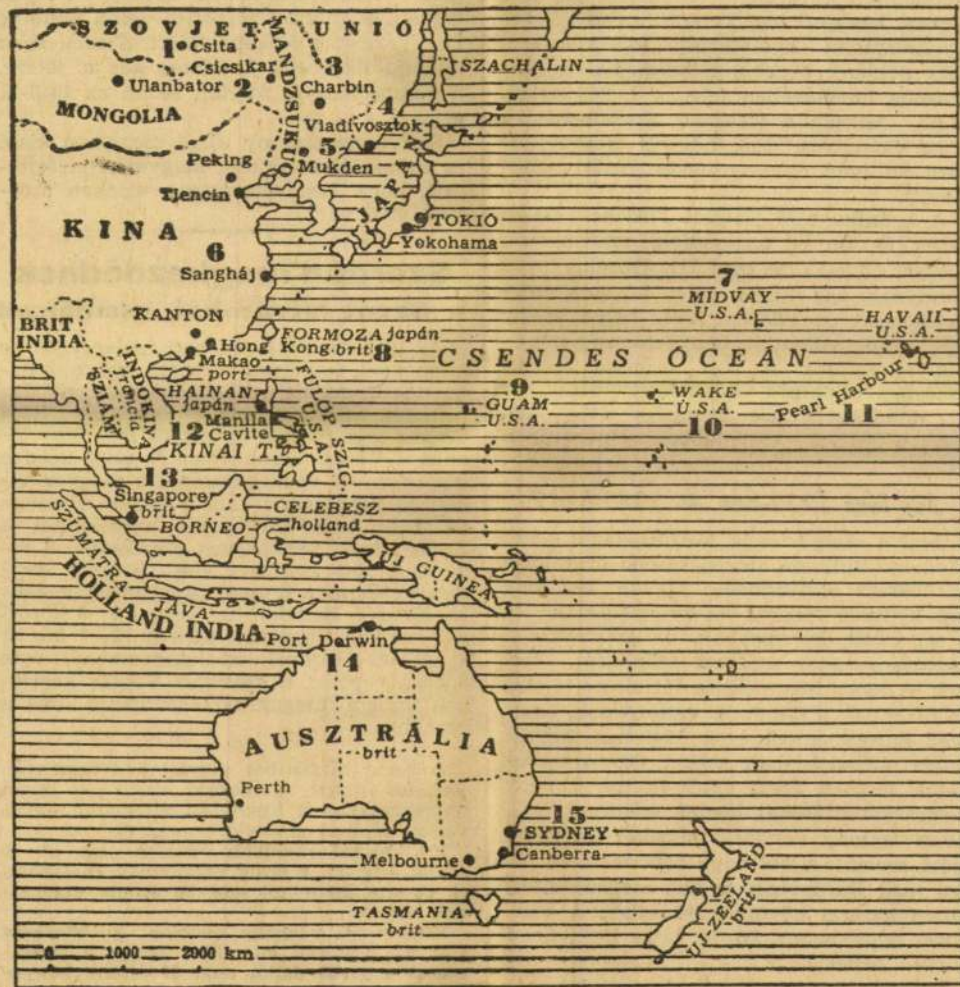 SZOVJET UNIÓ
1
Csita
Csicsikar
2
Ulanbator
MONGOLIA
MANDZSUKUO
3
Charbin
4
Vladivosztok
5
Mukden
SZACHALIN
Peking
Tjencin
JAPÁN
TOKIÓ
Yokohama
KINA
6
Sangháj
7
MIDVAY
U.S.A.
HAVAII
U.S.A.
BRIT
INDIA
KANTON
Hong
Kong brit
Makao
port
FORMOZA japán
8
CSENDES ÓCEÁN
INDOKINA
francia
SZIAM
HAINAN
japán
Manila
Cavite
12
KINAI T.
FÜLÖP SZIG.
U.S.A.
9
GUAM
U.S.A.
WAKE
U.S.A.
10
Pearl Harbour
11
13
Singapore
brit
BORNEO
CELEBESZ
holland
SZUMÁTRA
JÁVA
HOLLAND INDIA
UJ GUINEA
Port Derwin
14
AUSZTRÁLIA
brit
Perth
15
SYDNEY
Canberra
Melbourne
TASMANIA
brit
UJ-ZEELAND
brit
0 1000 2000 km